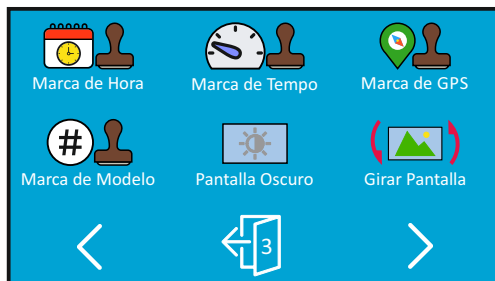 Marca de Hora
Marca de Tempo
Marca de GPS
#
Marca de Modelo
Pantalla Oscuro
Girar Pantalla
3